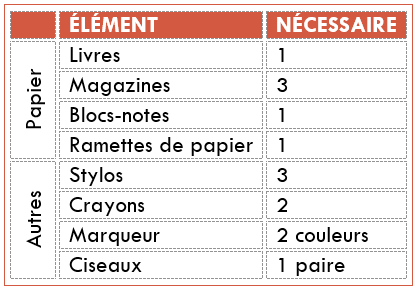 ÉLÉMENT NÉCESSAIRE
Papier
Livres 1
Magazines 3
Blocs-notes 1
Ramettes de papier 1
Autres
Stylos 3
Crayons 2
Marqueur 2 couleurs
Ciseaux 1 paire